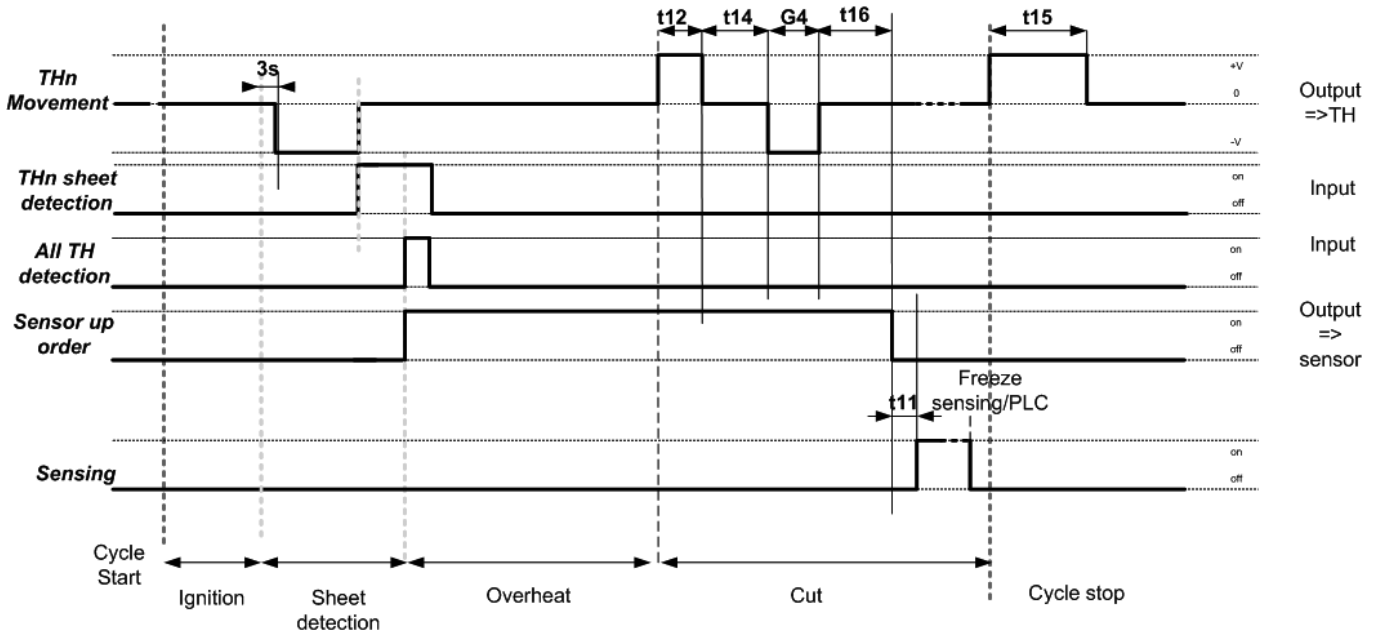 t12 t14 G4 t16 t15
3s
THn
Movement
+V
0
-V
Output
=>TH
THn sheet
detection
on
off
Input
All TH
detection
on
off
Input
Sensor up
order
on
off
Output
=>
sensor
Freeze
sensing/PLC
t11
Sensing
on
off
Cycle
Start
Ignition
Sheet
detection
Overheat
Cut
Cycle stop